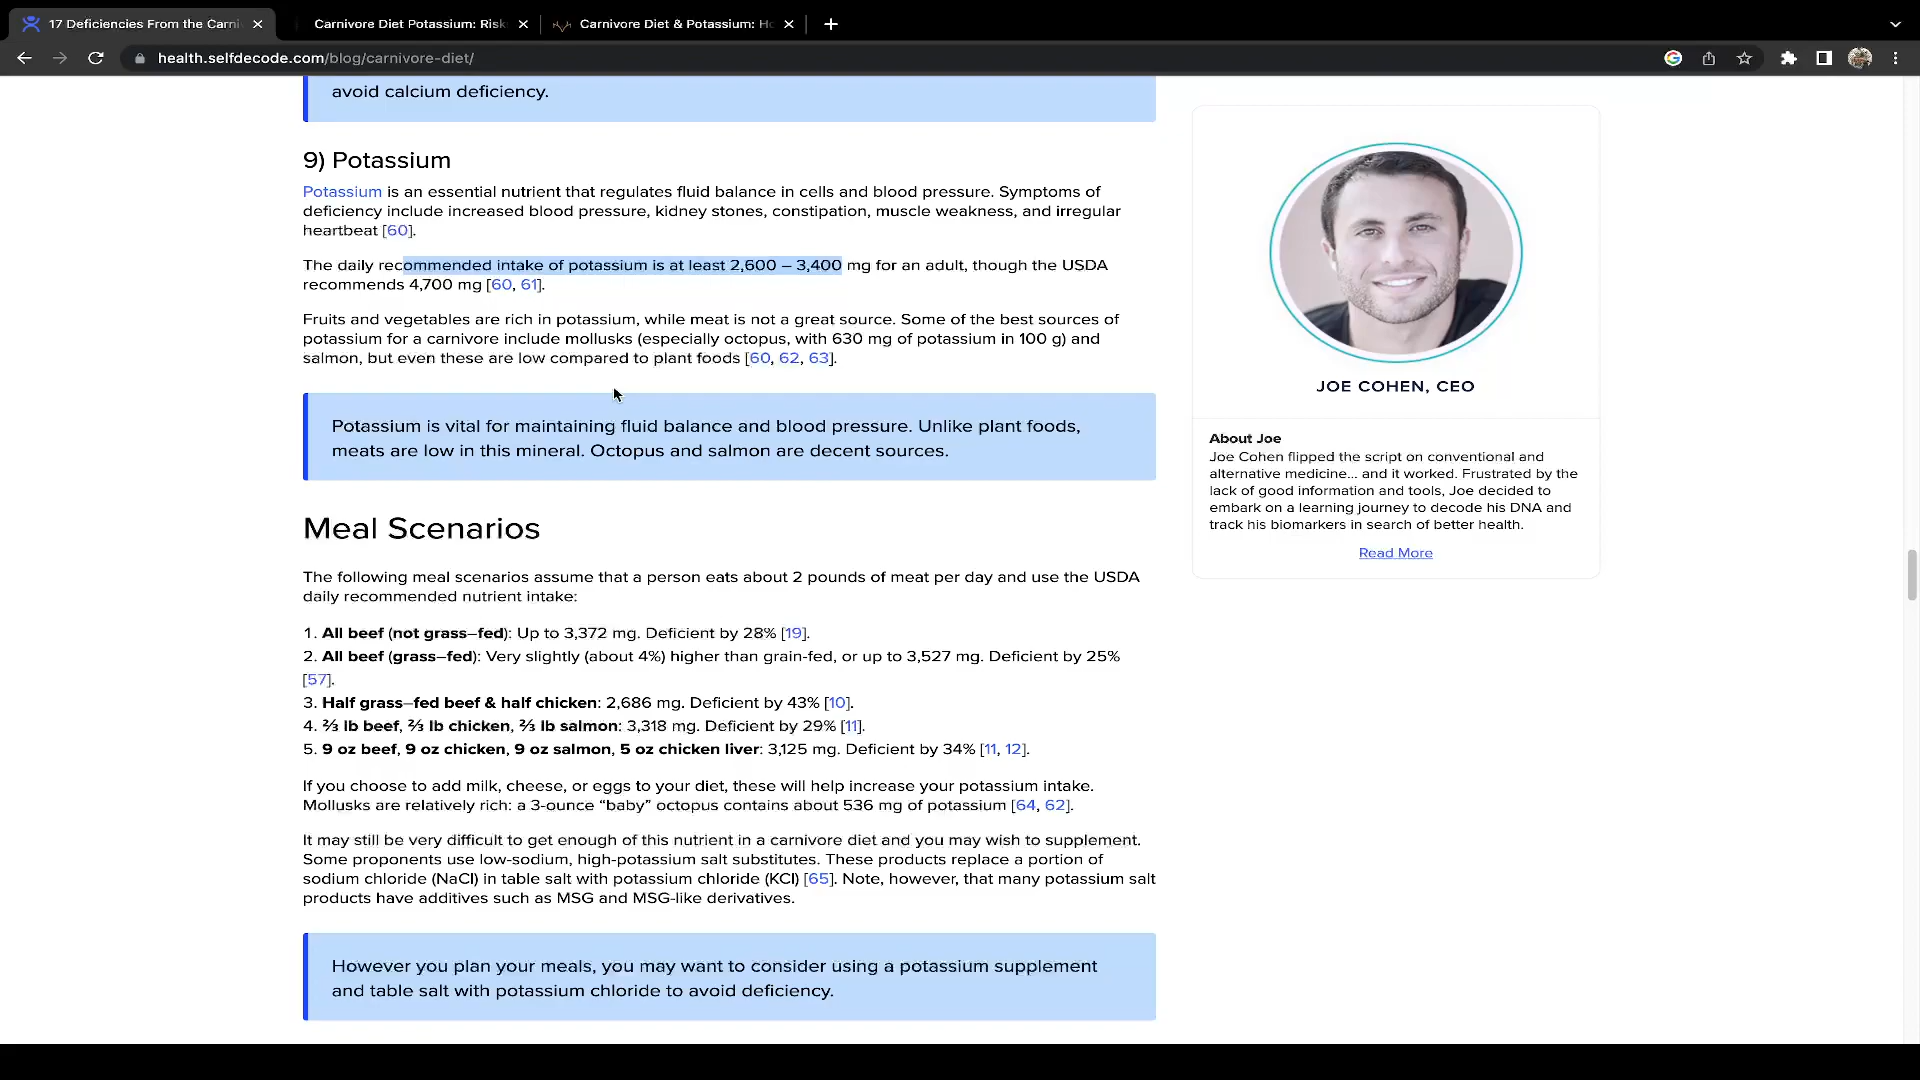 17 Deficiencies From the Carni
Carnivore Diet Potassium: Risk
Carnivore Diet & Potassium: Ho
health.selfdecode.com/blog/carnivore-diet/
avoid calcium deficiency.
9) Potassium
Potassium is an essential nutrient that regulates fluid balance in cells and blood pressure. Symptoms of
deficiency include increased blood pressure, kidney stones, constipation, muscle weakness, and irregular
heartbeat [60].
The daily recommended intake of potassium is at least 2,600 – 3,400 mg for an adult, though the USDA
recommends 4,700 mg [60, 61].
Fruits and vegetables are rich in potassium, while meat is not a great source. Some of the best sources of
potassium for a carnivore include mollusks (especially octopus, with 630 mg of potassium in 100 g) and
salmon, but even these are low compared to plant foods [60, 62, 63].
Potassium is vital for maintaining fluid balance and blood pressure. Unlike plant foods,
meats are low in this mineral. Octopus and salmon are decent sources.
Meal Scenarios
The following meal scenarios assume that a person eats about 2 pounds of meat per day and use the USDA
daily recommended nutrient intake:
1. All beef (not grass–fed): Up to 3,372 mg. Deficient by 28% [19].
2. All beef (grass–fed): Very slightly (about 4%) higher than grain-fed, or up to 3,527 mg. Deficient by 25%
[57].
3. Half grass–fed beef & half chicken: 2,686 mg. Deficient by 43% [10].
4. ⅔ lb beef, ⅔ lb chicken, ⅔ lb salmon: 3,318 mg. Deficient by 29% [11].
5. 9 oz beef, 9 oz chicken, 9 oz salmon, 5 oz chicken liver: 3,125 mg. Deficient by 34% [11, 12].
If you choose to add milk, cheese, or eggs to your diet, these will help increase your potassium intake.
Mollusks are relatively rich: a 3-ounce “baby” octopus contains about 536 mg of potassium [64, 62].
It may still be very difficult to get enough of this nutrient in a carnivore diet and you may wish to supplement.
Some proponents use low-sodium, high-potassium salt substitutes. These products replace a portion of
sodium chloride (NaCl) in table salt with potassium chloride (KCl) [65]. Note, however, that many potassium salt
products have additives such as MSG and MSG-like derivatives.
However you plan your meals, you may want to consider using a potassium supplement
and table salt with potassium chloride to avoid deficiency.
JOE COHEN, CEO
About Joe
Joe Cohen flipped the script on conventional and
alternative medicine... and it worked. Frustrated by the
lack of good information and tools, Joe decided to
embark on a learning journey to decode his DNA and
track his biomarkers in search of better health.
Read More